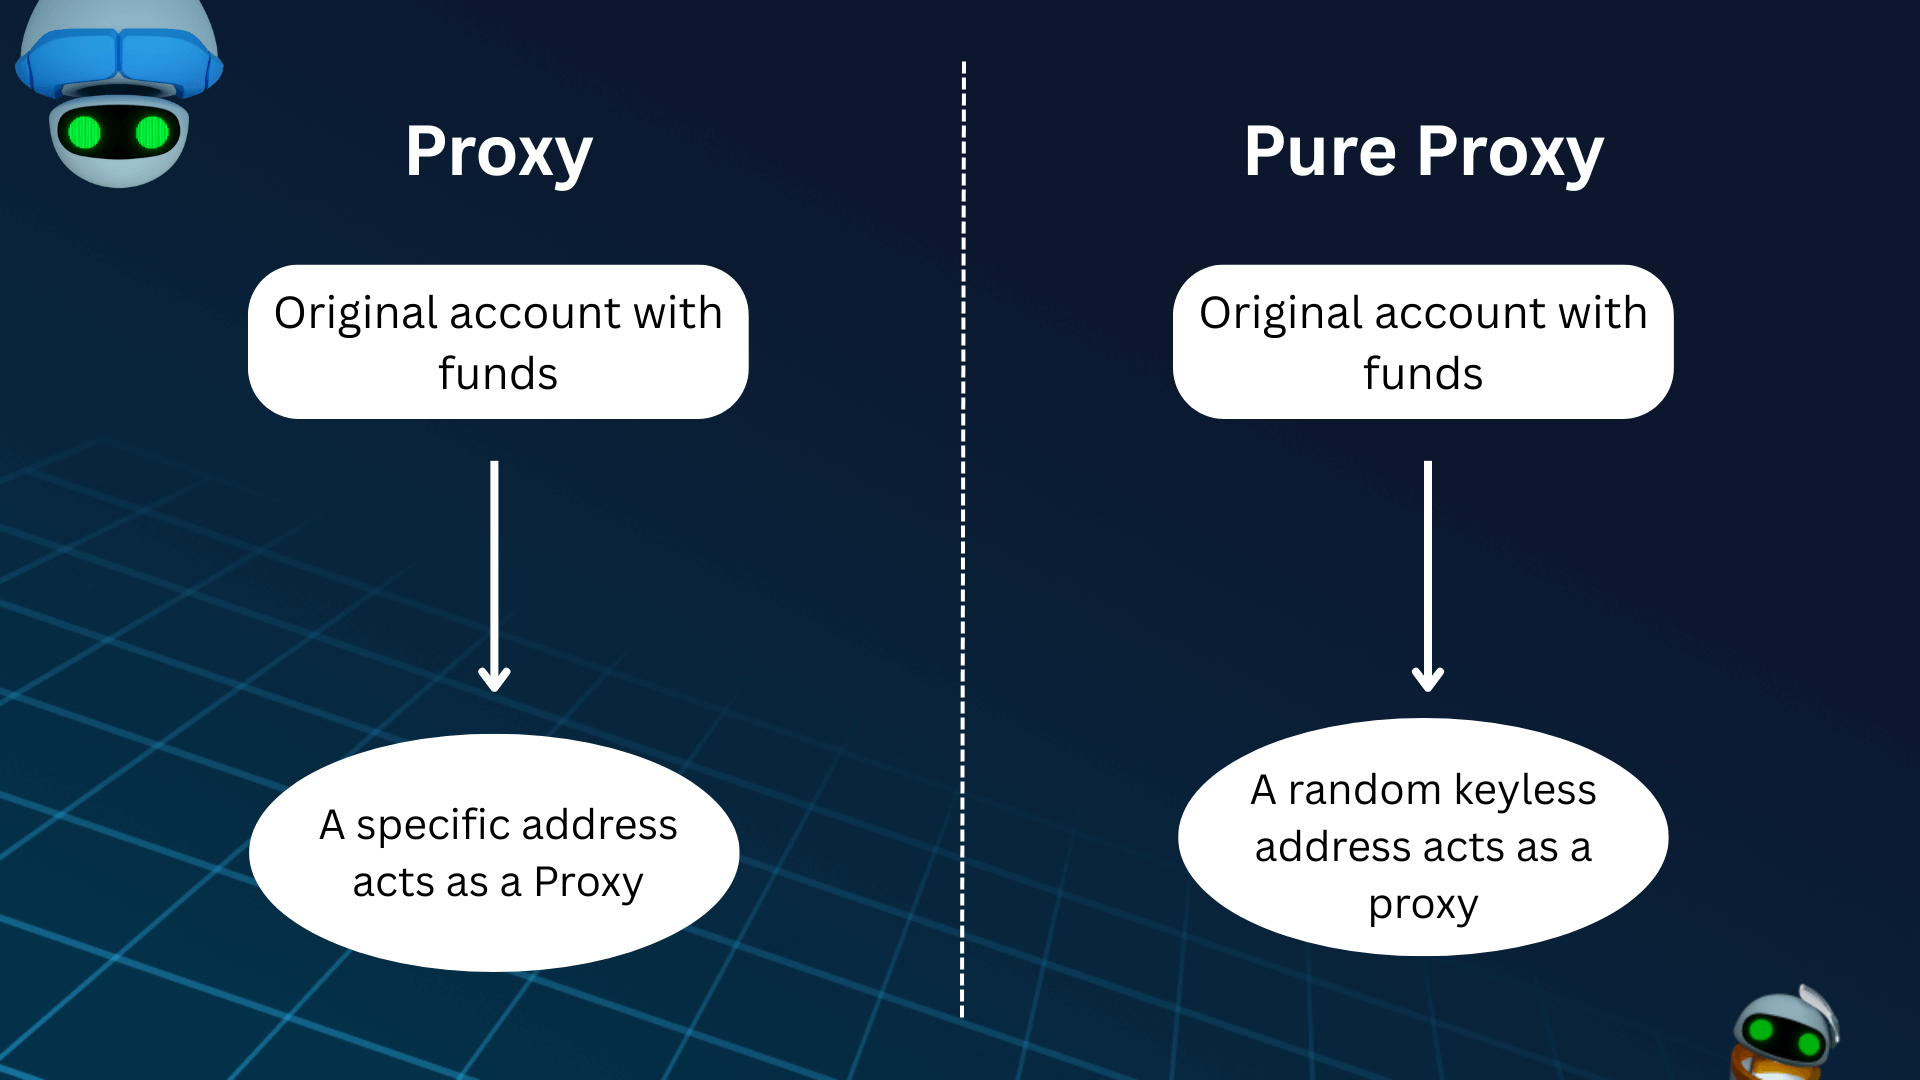 Proxy
Original account with
funds
A specific address
acts as a Proxy
Pure Proxy
Original account with
funds
A random keyless
address acts as a
proxy